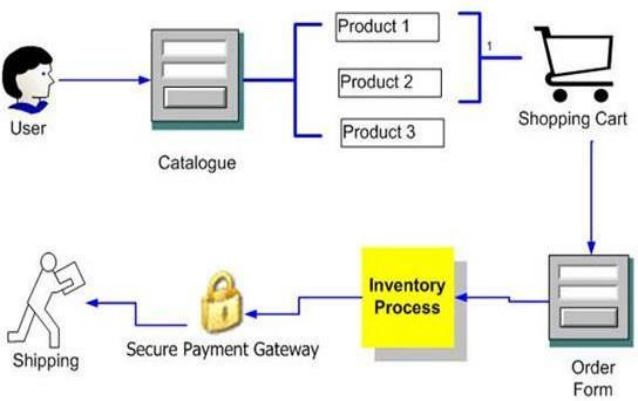 Product 1
1
Product 2
Product 3
User
Catalogue
Shopping Cart
Inventory
Process
Secure Payment Gateway
Shipping
Order
Form